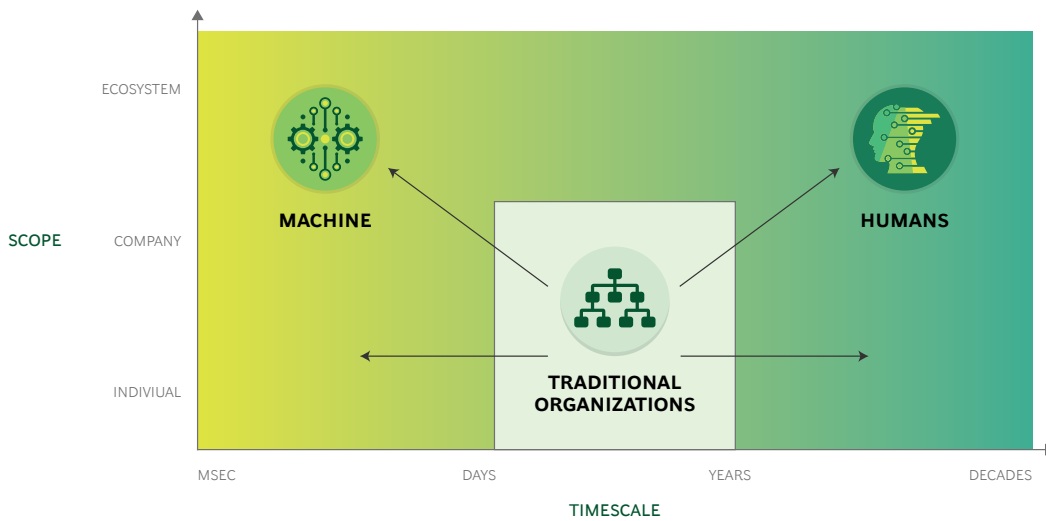 ECOSYSTEM
MACHINE
HUMANS
SCOPE
COMPANY
TRADITIONAL
ORGANIZATIONS
INDIVIUAL
MSEC
DAYS
YEARS
DECADES
TIMESCALE